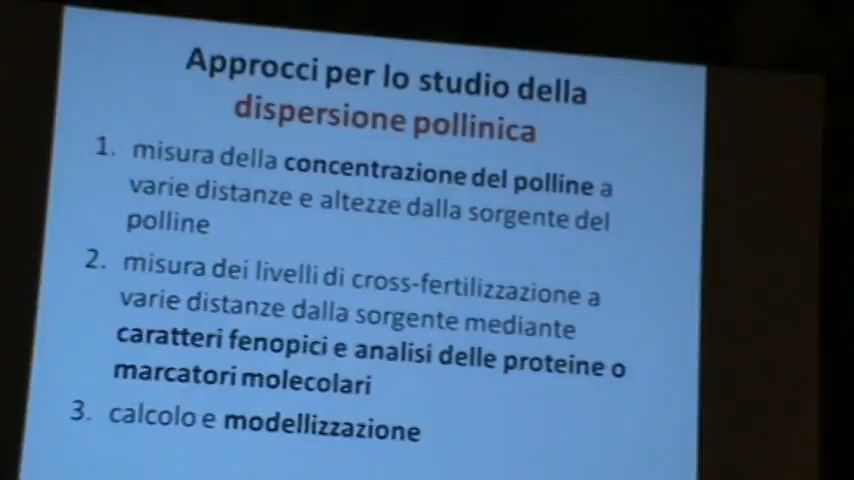 Approcci per lo studio della
dispersione pollinica
1. misura della concentrazione del polline a
varie distanze e altezze dalla sorgente del
polline
2. misura dei livelli di cross-fertilizzazione a
varie distanze dalla sorgente mediante
caratteri fenopici e analisi delle proteine o
marcatori molecolari
3. calcolo e modellizzazione